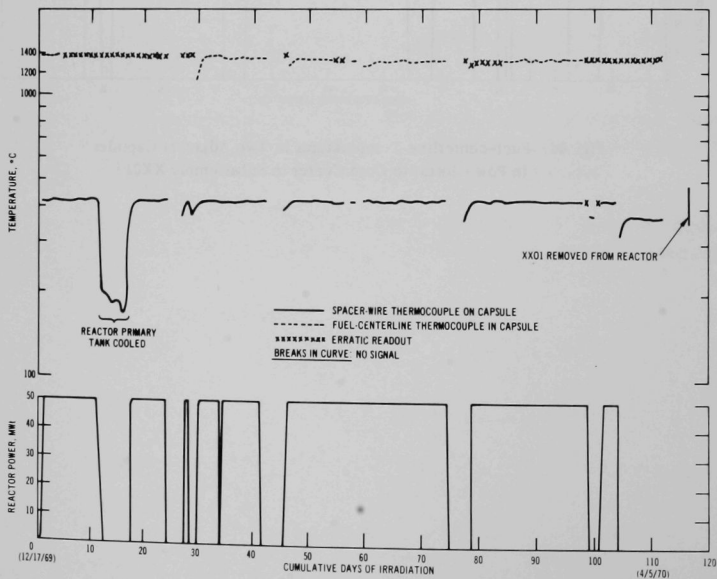 1400
1200
1000
TEMPERATURE, °C
XX01 REMOVED FROM REACTOR
REACTOR PRIMARY
TANK COOLED
SPACER-WIRE THERMOCOUPLE ON CAPSULE
FUEL-CENTERLINE THERMOCOUPLE IN CAPSULE
xxxxxxxxxx ERRATIC READOUT
BREAKS IN CURVE: NO SIGNAL
100
50
40
30
20
10
0
REACTOR POWER, MWt
10 20 30 40 50 60 70 80 90 100 110 120
(12/17/69) CUMULATIVE DAYS OF IRRADIATION (4/5/70)